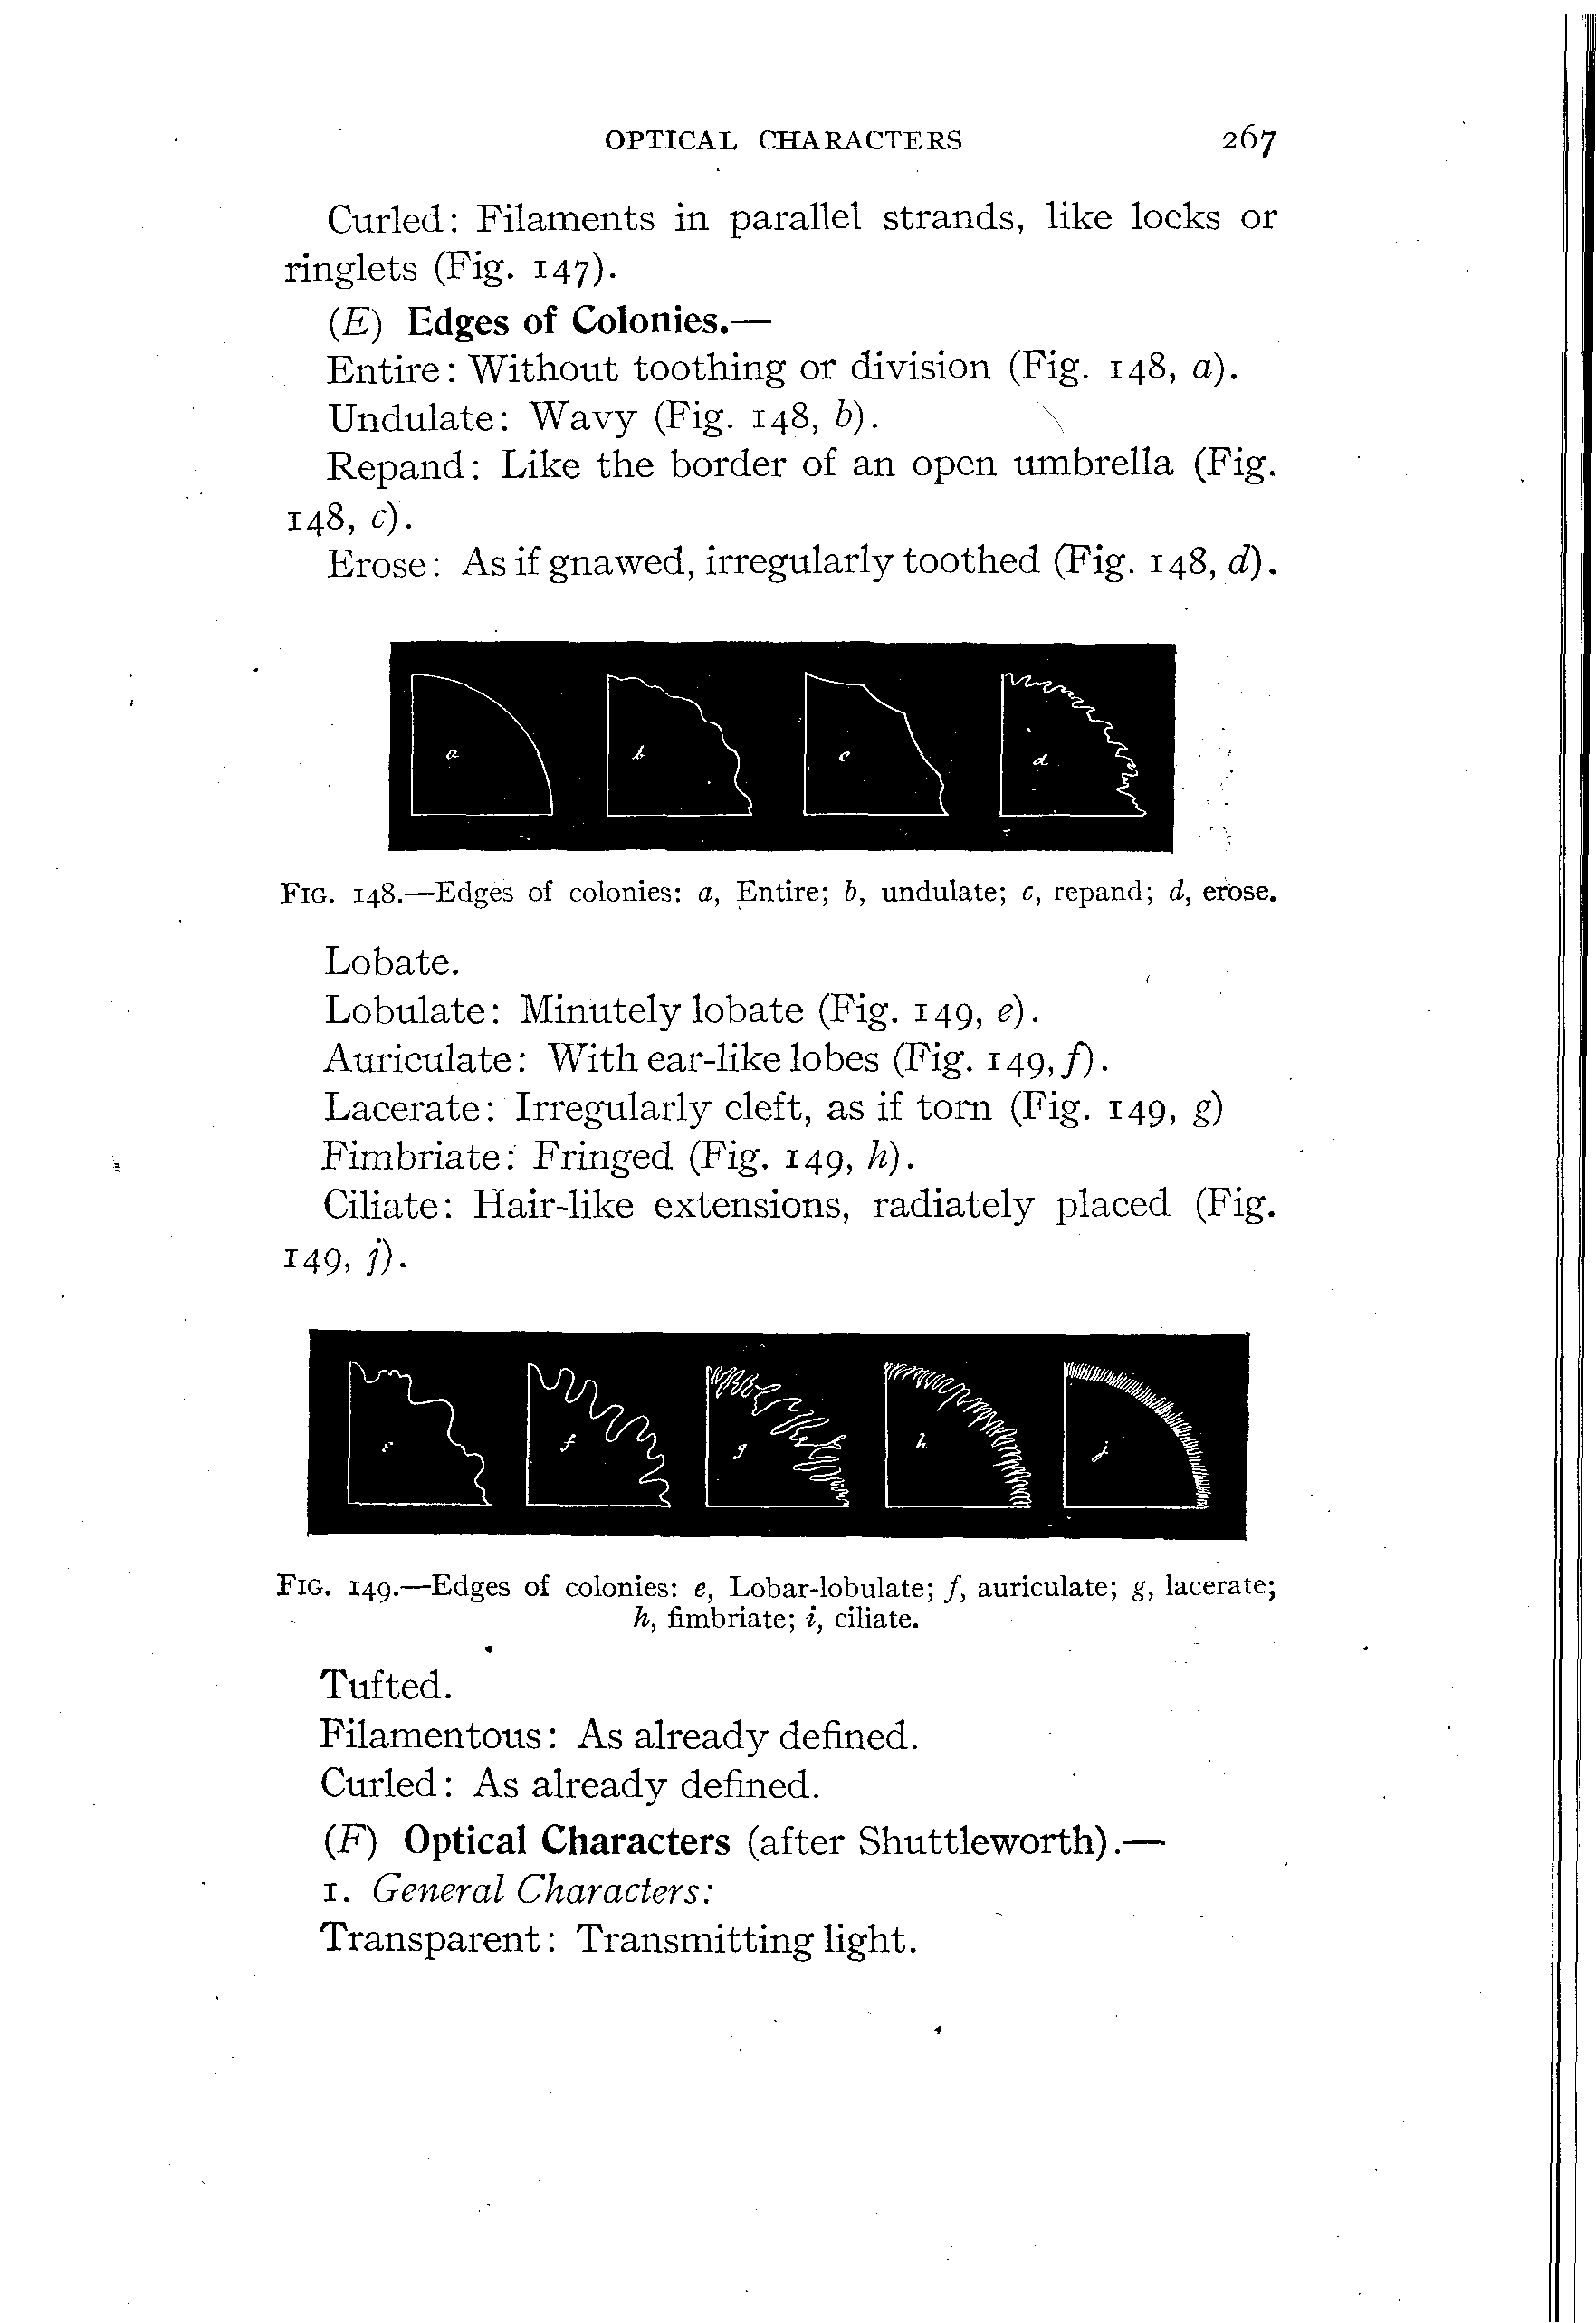 OPTICAL CHARACTERS 267
Curled: Filaments in parallel strands, like locks or
ringlets (Fig. 147).
(E) Edges of Colonies.—
Entire: Without toothing or division (Fig. 148, a).
Undulate: Wavy (Fig. 148, b).
Repand: Like the border of an open umbrella (Fig.
148, c).
Erose: As if gnawed, irregularly toothed (Fig. 148, d).
a b c d
FIG. 148.—Edges of colonies: a, Entire; b, undulate; c, repand; d, erose.
Lobate.
Lobulate: Minutely lobate (Fig. 149, e).
Auriculate: With ear-like lobes (Fig. 149, f).
Lacerate: Irregularly cleft, as if torn (Fig. 149, g)
Fimbriate: Fringed (Fig. 149, h).
Ciliate: Hair-like extensions, radiately placed (Fig.
149, j).
e f g h j
FIG. 149.—Edges of colonies: e, Lobar-lobulate; f, auriculate; g, lacerate;
h, fimbriate; i, ciliate.
Tufted.
Filamentous: As already defined.
Curled: As already defined.
(F) Optical Characters (after Shuttleworth).—
1. General Characters:
Transparent: Transmitting light.